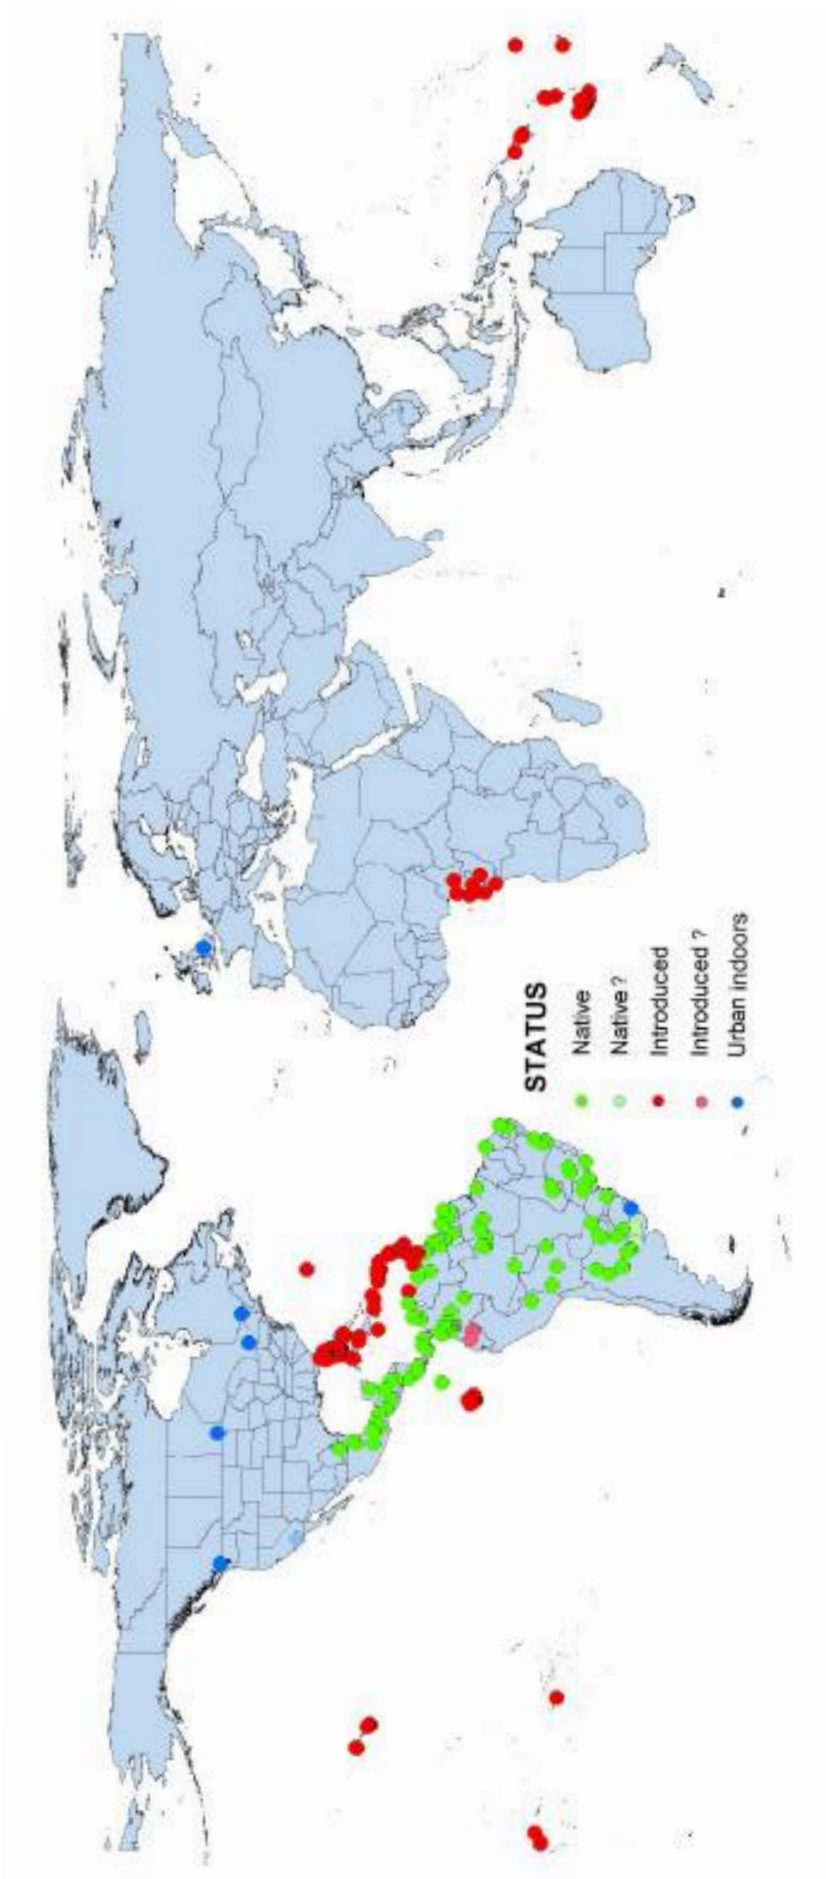 STATUS
Native
Native ?
Introduced
Introduced ?
Urban indoors